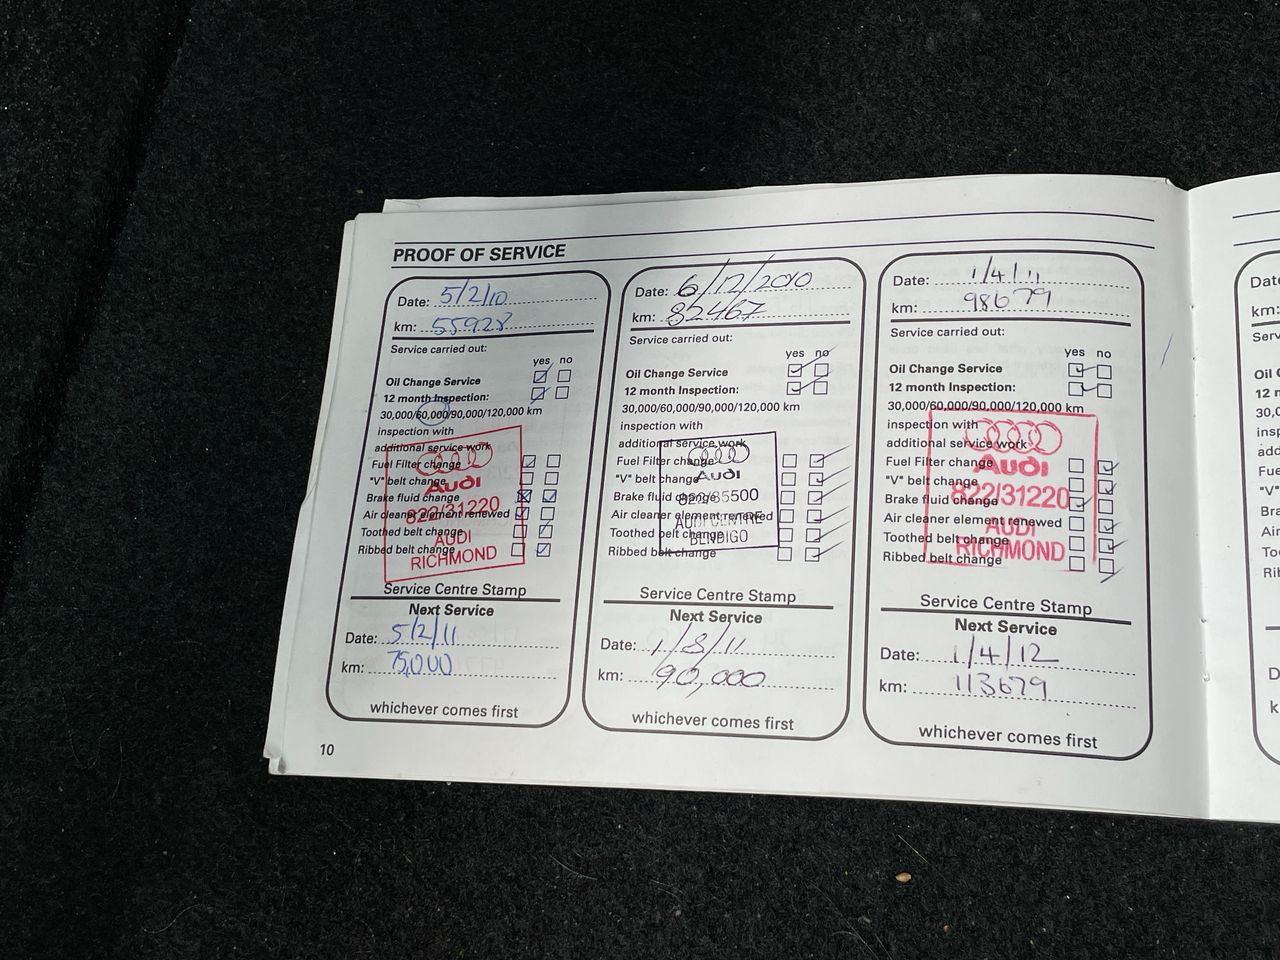 PROOF OF SERVICE
Date: 5/2/10
km: 55928
Service carried out:
yes no
Oil Change Service
12 month Inspection:
30,000/60,000/90,000/120,000 km
inspection with
additional service work
Fuel Filter change
"V" belt change
Brake fluid change
Air cleaner element renewed
Toothed belt change
Ribbed belt change
Audi
822/31220
AUDI
RICHMOND
Service Centre Stamp
Next Service
Date: 5/2/11
km: 75,000
whichever comes first
10
Date: 6/12/2010
km: 82467
Service carried out:
yes no
Oil Change Service
12 month Inspection:
30,000/60,000/90,000/120,000 km
inspection with
additional service work
Fuel Filter change
"V" belt change
Brake fluid change
Air cleaner element renewed
Toothed belt change
Ribbed belt change
Audi
AUDI CENTRE
BENDIGO
Service Centre Stamp
Next Service
Date: 1/8/11
km: 90,000
whichever comes first
Date: 1/4/11
km: 98679
Service carried out:
yes no
Oil Change Service
12 month Inspection:
30,000/60,000/90,000/120,000 km
inspection with
additional service work
Fuel Filter change
"V" belt change
Brake fluid change
Air cleaner element renewed
Toothed belt change
Ribbed belt change
Audi
822/31220
AUDI
RICHMOND
Service Centre Stamp
Next Service
Date: 1/4/12
km: 113679
whichever comes first
km: